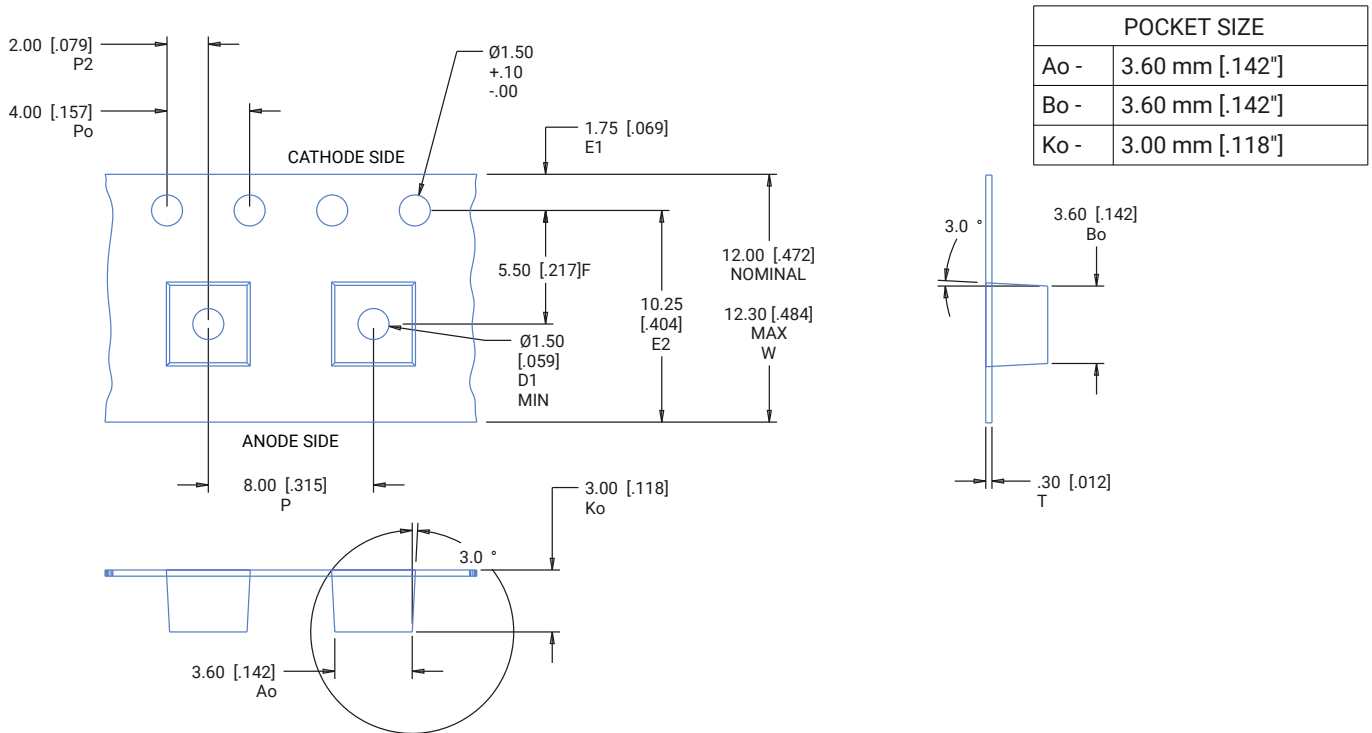 2.00 [.079]
P2
4.00 [.157]
Po
Ø1.50
+.10
-.00
1.75 [.069]
E1
CATHODE SIDE
5.50 [.217]F
10.25
[.404]
E2
12.00 [.472]
NOMINAL
12.30 [.484]
MAX
W
Ø1.50
[.059]
D1
MIN
ANODE SIDE
8.00 [.315]
P
3.00 [.118]
Ko
3.0 °
3.60 [.142]
Ao
POCKET SIZE
Ao - 3.60 mm [.142"]
Bo - 3.60 mm [.142"]
Ko - 3.00 mm [.118"]
3.0 °
3.60 [.142]
Bo
.30 [.012]
T